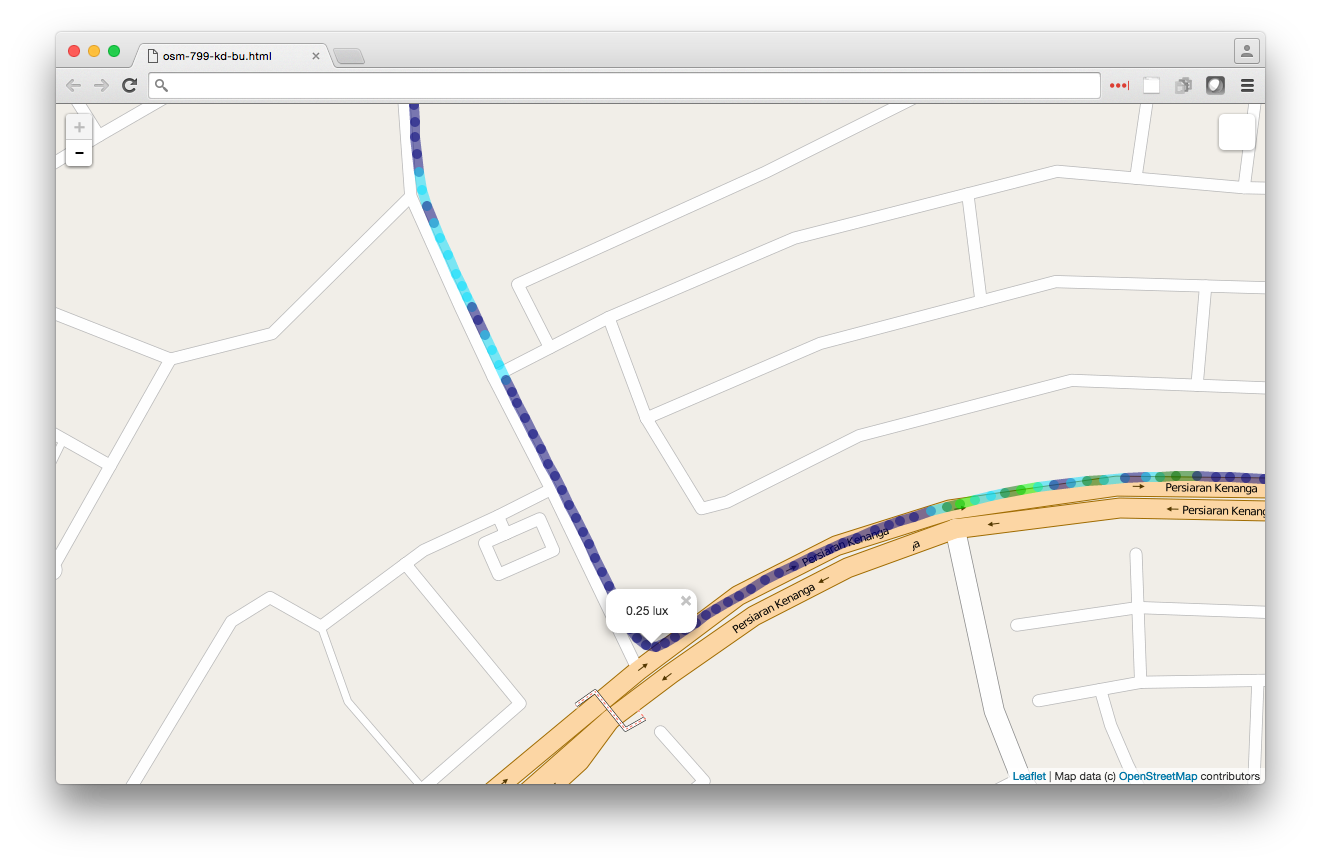 osm-799-kd-bu.html
+
−
Persiaran Kenanga
Persiaran Kenang
Persiaran Kenanga
a
0.25 lux
Persiaran Kenanga
Leaflet | Map data (c) OpenStreetMap contributors